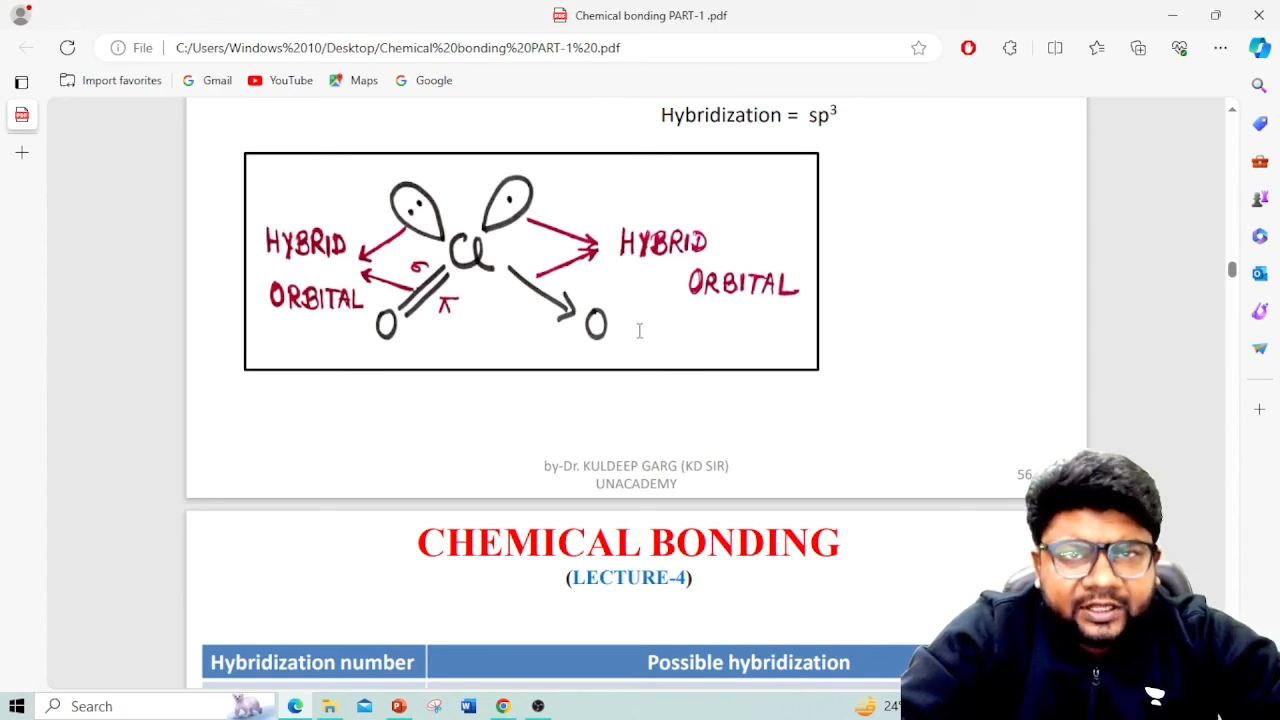 Chemical bonding PART-1 .pdf
File
C:/Users/Windows%2010/Desktop/Chemical%20bonding%20PART-1%20.pdf
Import favorites
Gmail
YouTube
Maps
Google
Hybridization = sp³
HYBRID
ORBITAL
σ
π
Cl
O
O
HYBRID
ORBITAL
by-Dr. KULDEEP GARG (KD SIR)
UNACADEMY
56
CHEMICAL BONDING
(LECTURE-4)
Hybridization number
Possible hybridization
Search
24°